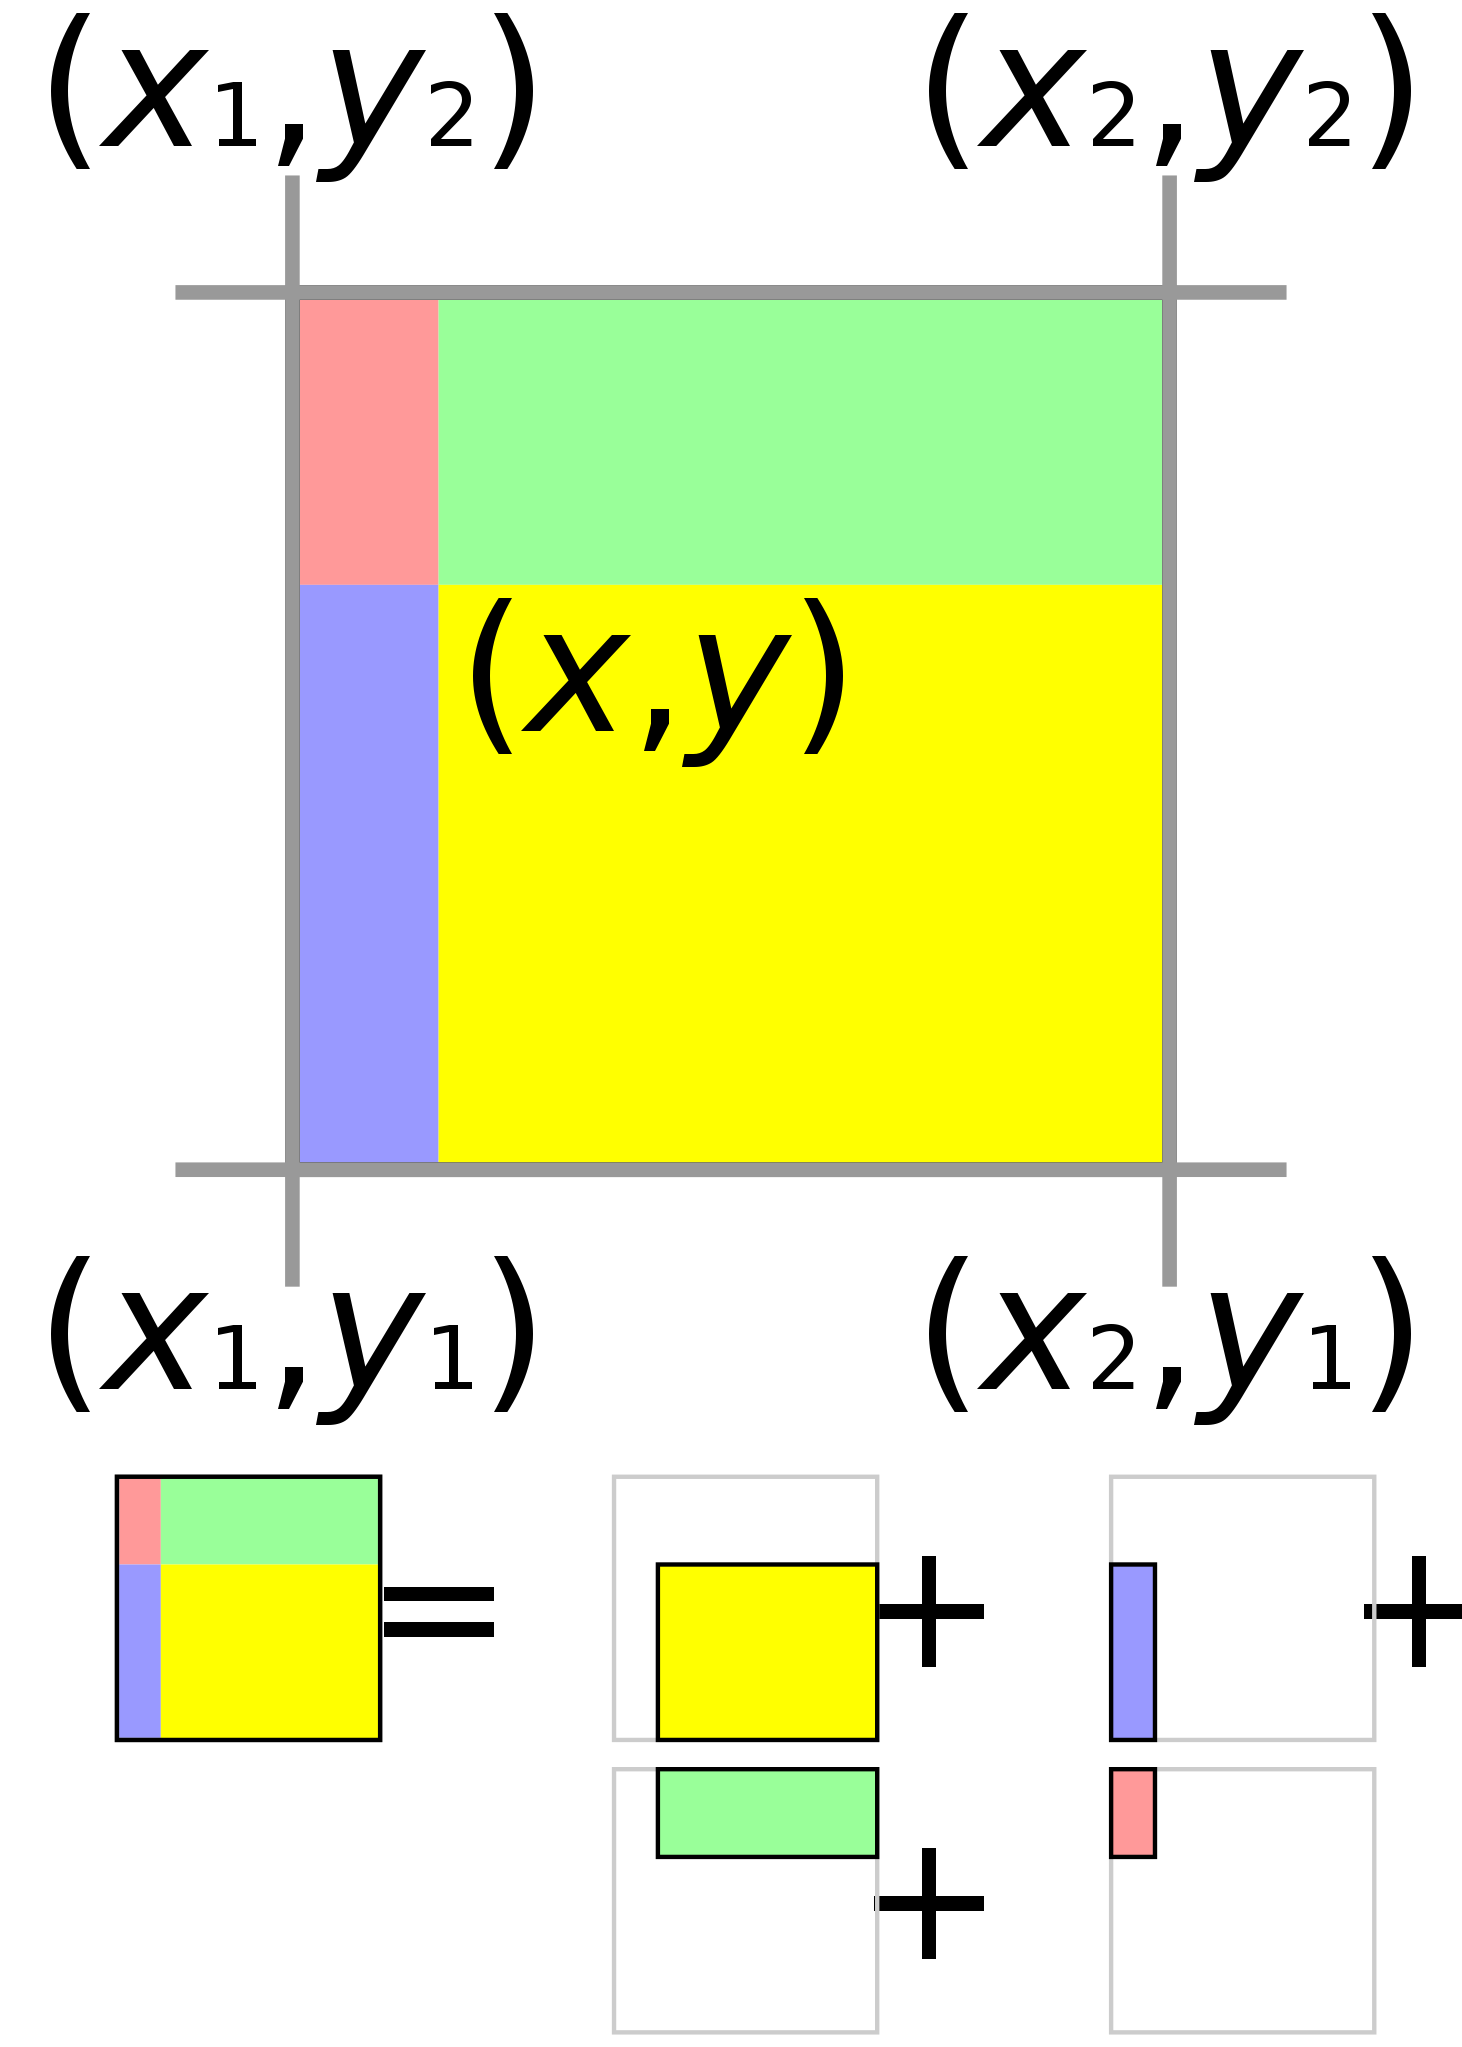 (x1,y2) (x2,y2)
(x,y)
(x1,y1) (x2,y1)
= + +
+